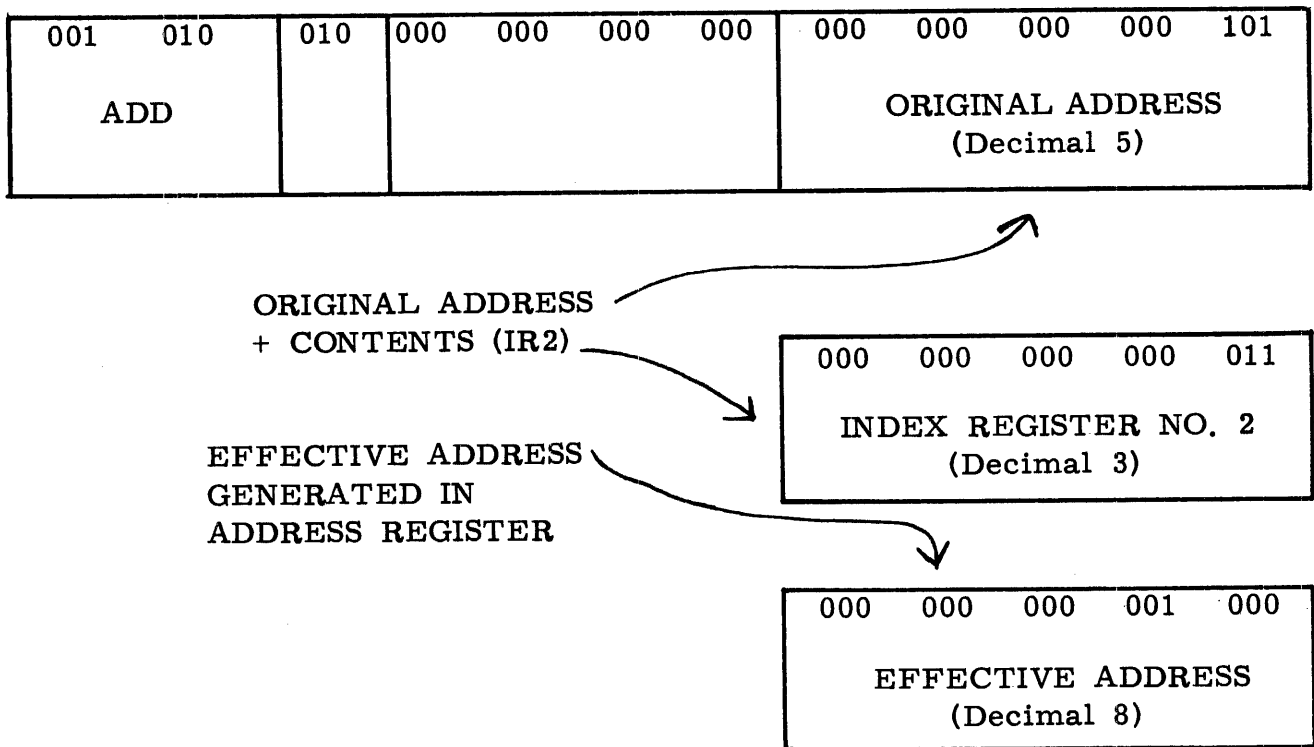 001 010 010 000 000 000 000 000 000 000 000 101
ADD
ORIGINAL ADDRESS
(Decimal 5)
ORIGINAL ADDRESS
+ CONTENTS (IR2)
000 000 000 000 011
INDEX REGISTER NO. 2
(Decimal 3)
EFFECTIVE ADDRESS
GENERATED IN
ADDRESS REGISTER
000 000 000 001 000
EFFECTIVE ADDRESS
(Decimal 8)